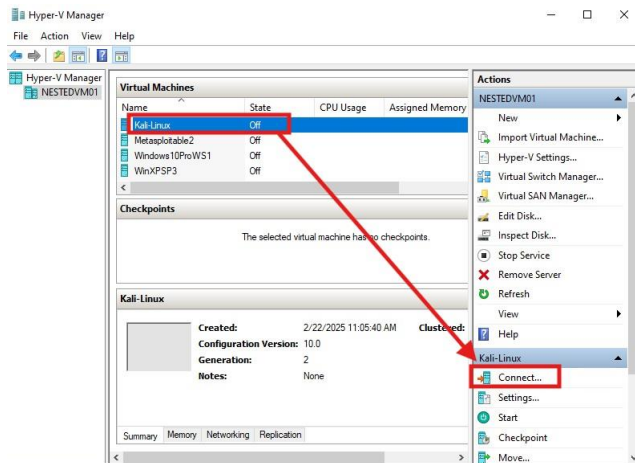 Hyper-V Manager
File Action View Help
Hyper-V Manager
NESTEDVM01
Virtual Machines
Name State CPU Usage Assigned Memory
Kali-Linux Off
Metasploitable2 Off
Windows10ProWS1 Off
WinXPSP3 Off
Checkpoints
The selected virtual machine has no checkpoints.
Kali-Linux
Created: 2/22/2025 11:05:40 AM Clustered:
Configuration Version: 10.0
Generation: 2
Notes: None
Summary Memory Networking Replication
Actions
NESTEDVM01
New
Import Virtual Machine...
Hyper-V Settings...
Virtual Switch Manager...
Virtual SAN Manager...
Edit Disk...
Inspect Disk...
Stop Service
Remove Server
Refresh
View
Help
Kali-Linux
Connect...
Settings...
Start
Checkpoint
Move...